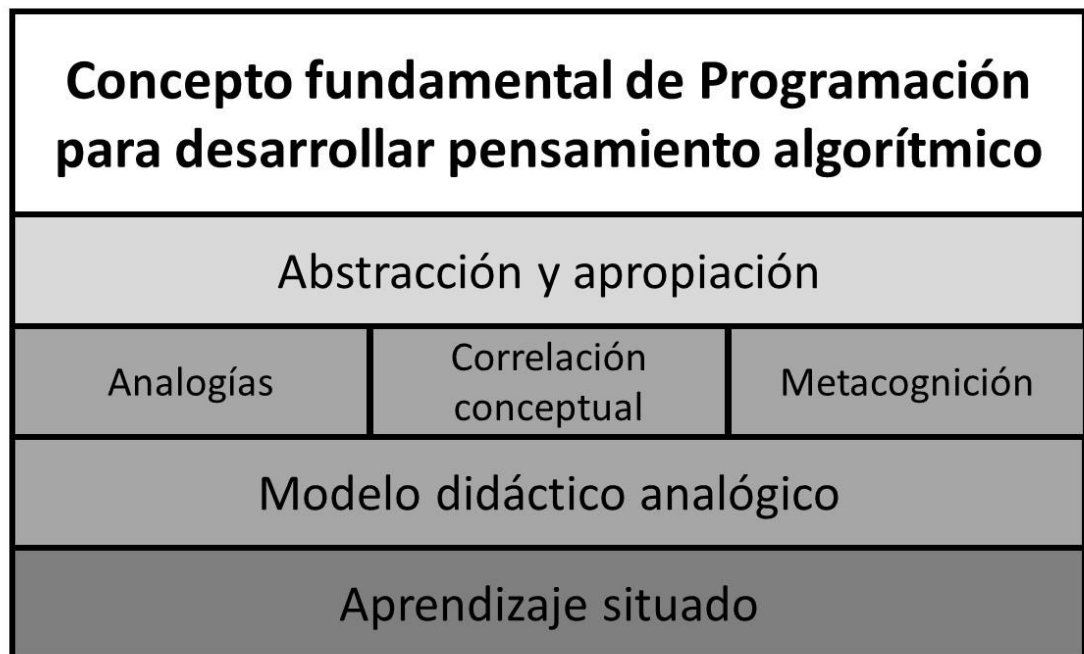 Concepto fundamental de Programación
para desarrollar pensamiento algorítmico
Abstracción y apropiación
Analogías
Correlación
conceptual
Metacognición
Modelo didáctico analógico
Aprendizaje situado